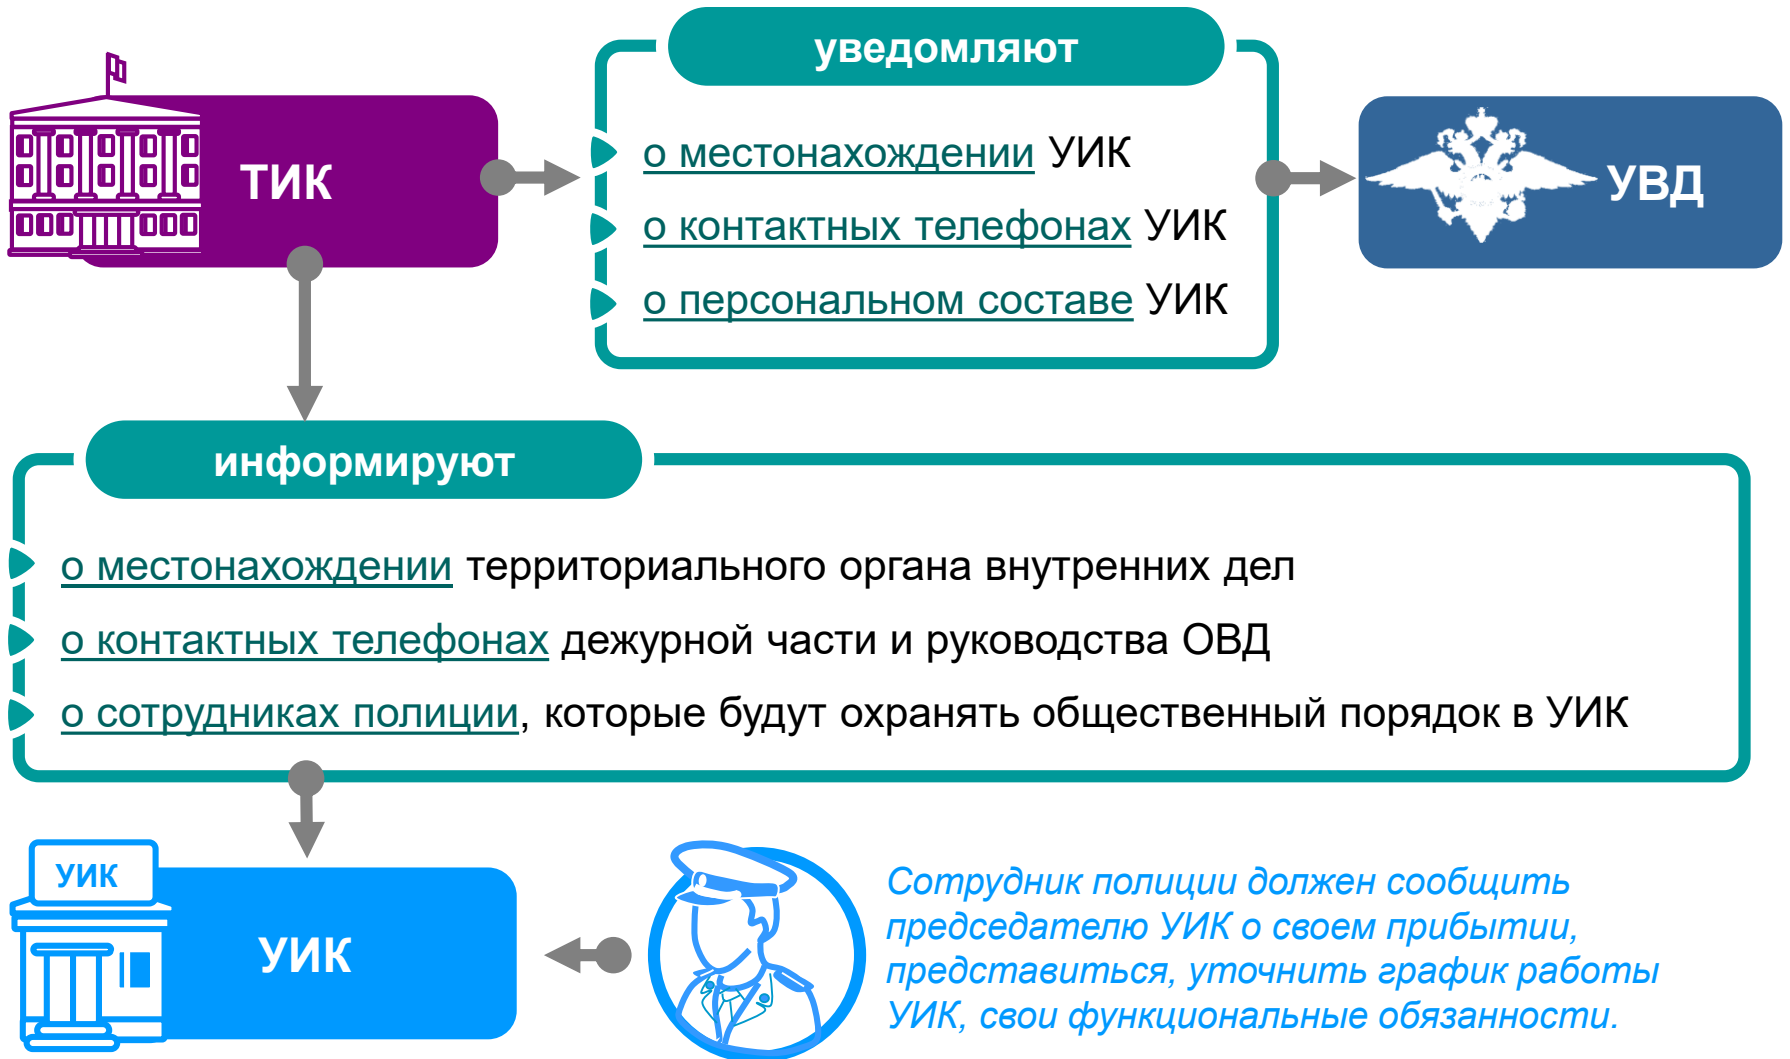 уведомляют
ТИК
о местонахождении УИК
о контактных телефонах УИК
о персональном составе УИК
УВД
информируют
о местонахождении территориального органа внутренних дел
о контактных телефонах дежурной части и руководства ОВД
о сотрудниках полиции, которые будут охранять общественный порядок в УИК
УИК
УИК
Сотрудник полиции должен сообщить
председателю УИК о своем прибытии,
представиться, уточнить график работы
УИК, свои функциональные обязанности.